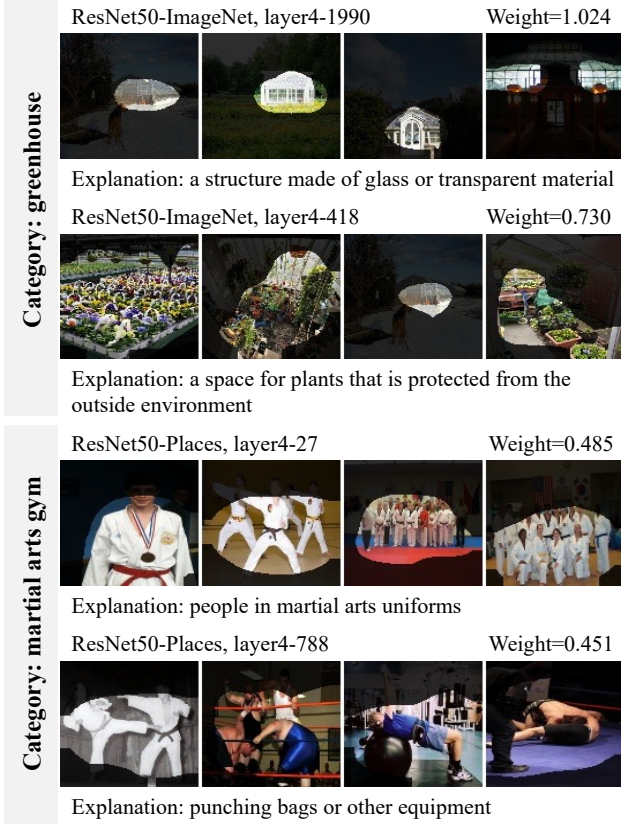 Category: greenhouse
ResNet50-ImageNet, layer4-1990 Weight=1.024
Explanation: a structure made of glass or transparent material
ResNet50-ImageNet, layer4-418 Weight=0.730
Explanation: a space for plants that is protected from the
outside environment
Category: martial arts gym
ResNet50-Places, layer4-27 Weight=0.485
Explanation: people in martial arts uniforms
ResNet50-Places, layer4-788 Weight=0.451
Explanation: punching bags or other equipment